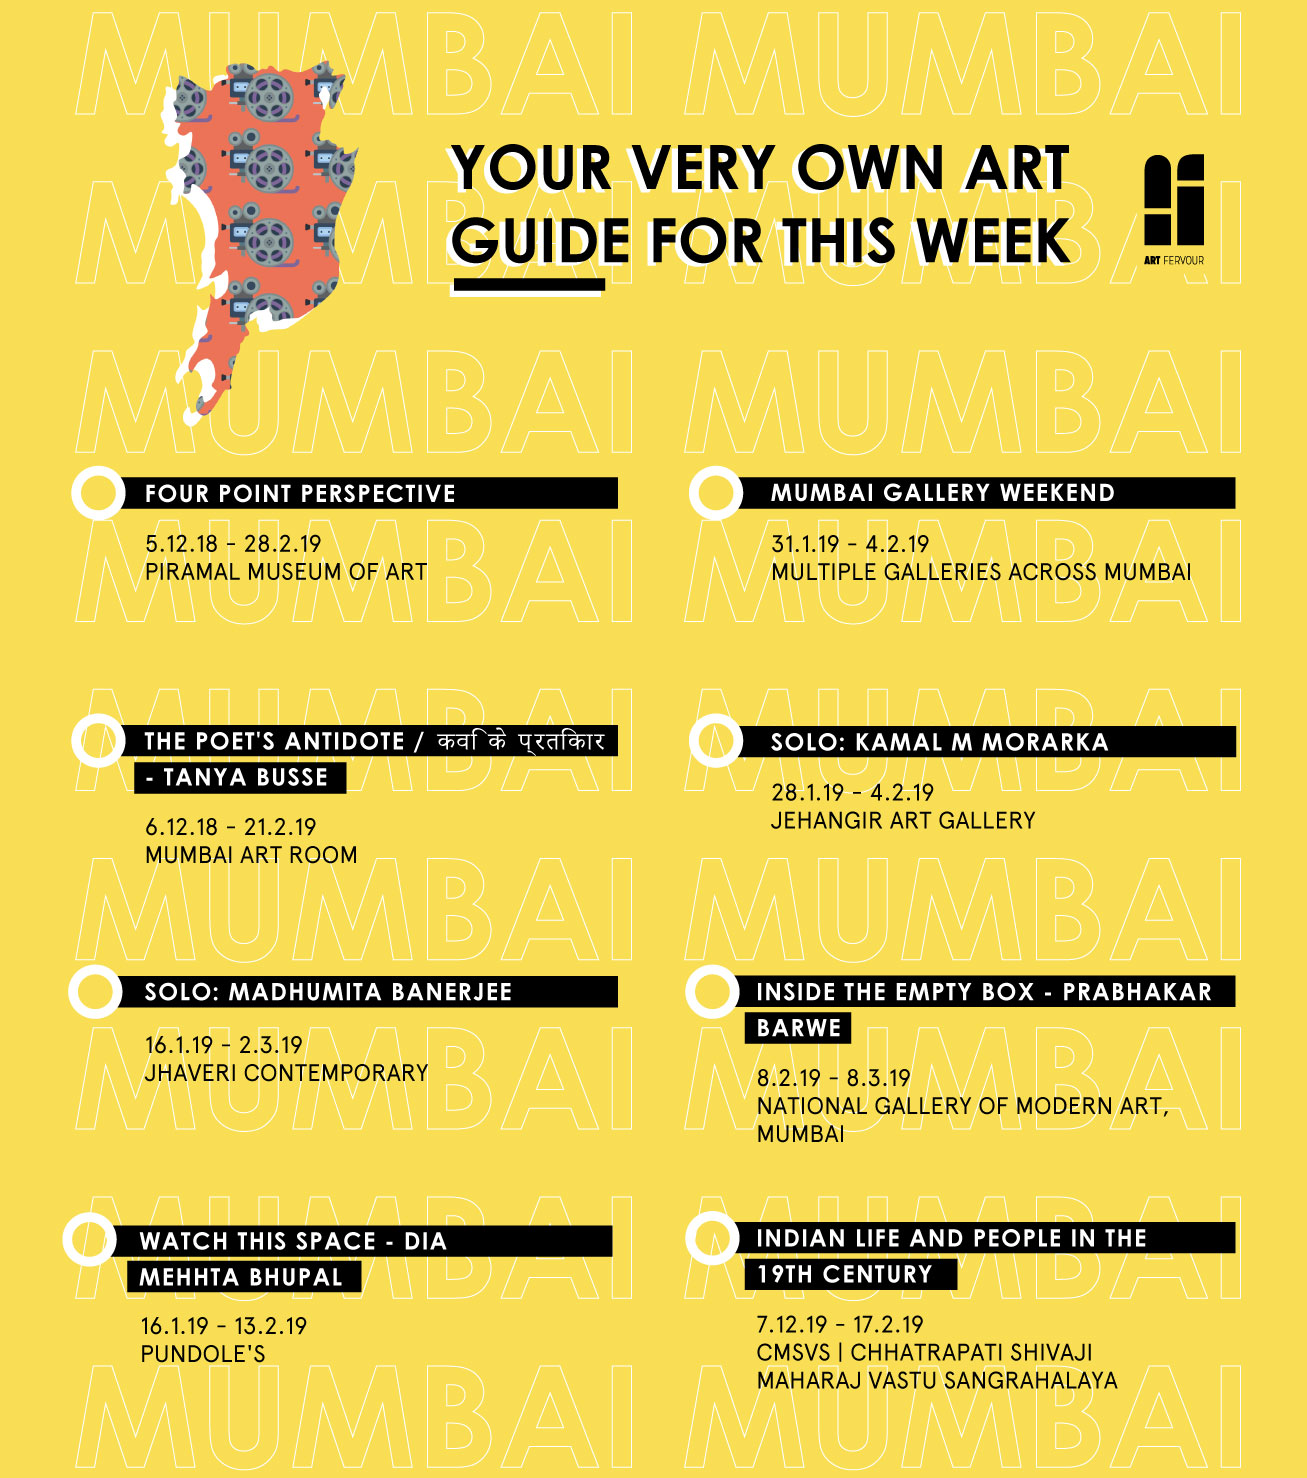 YOUR VERY OWN ART
GUIDE FOR THIS WEEK
ART FERVOUR
FOUR POINT PERSPECTIVE
5.12.18 - 28.2.19
PIRAMAL MUSEUM OF ART
MUMBAI GALLERY WEEKEND
31.1.19 - 4.2.19
MULTIPLE GALLERIES ACROSS MUMBAI
THE POET'S ANTIDOTE / कवि के प्रतिकार
- TANYA BUSSE
6.12.18 - 21.2.19
MUMBAI ART ROOM
SOLO: KAMAL M MORARKA
28.1.19 - 4.2.19
JEHANGIR ART GALLERY
SOLO: MADHUMITA BANERJEE
16.1.19 - 2.3.19
JHAVERI CONTEMPORARY
INSIDE THE EMPTY BOX - PRABHAKAR
BARWE
8.2.19 - 8.3.19
NATIONAL GALLERY OF MODERN ART,
MUMBAI
WATCH THIS SPACE - DIA
MEHHTA BHUPAL
16.1.19 - 13.2.19
PUNDOLE'S
INDIAN LIFE AND PEOPLE IN THE
19TH CENTURY
7.12.19 - 17.2.19
CMSVS | CHHATRAPATI SHIVAJI
MAHARAJ VASTU SANGRAHALAYA
MUMBAI MUMBAI
MUMBAI MUMBAI
MUMBAI MUMBAI
MUMBAI MUMBAI
MUMBAI MUMBAI
MUMBAI MUMBAI
MUMBAI MUMBAI
MUMBAI MUMBAI
MUMBAI MUMBAI